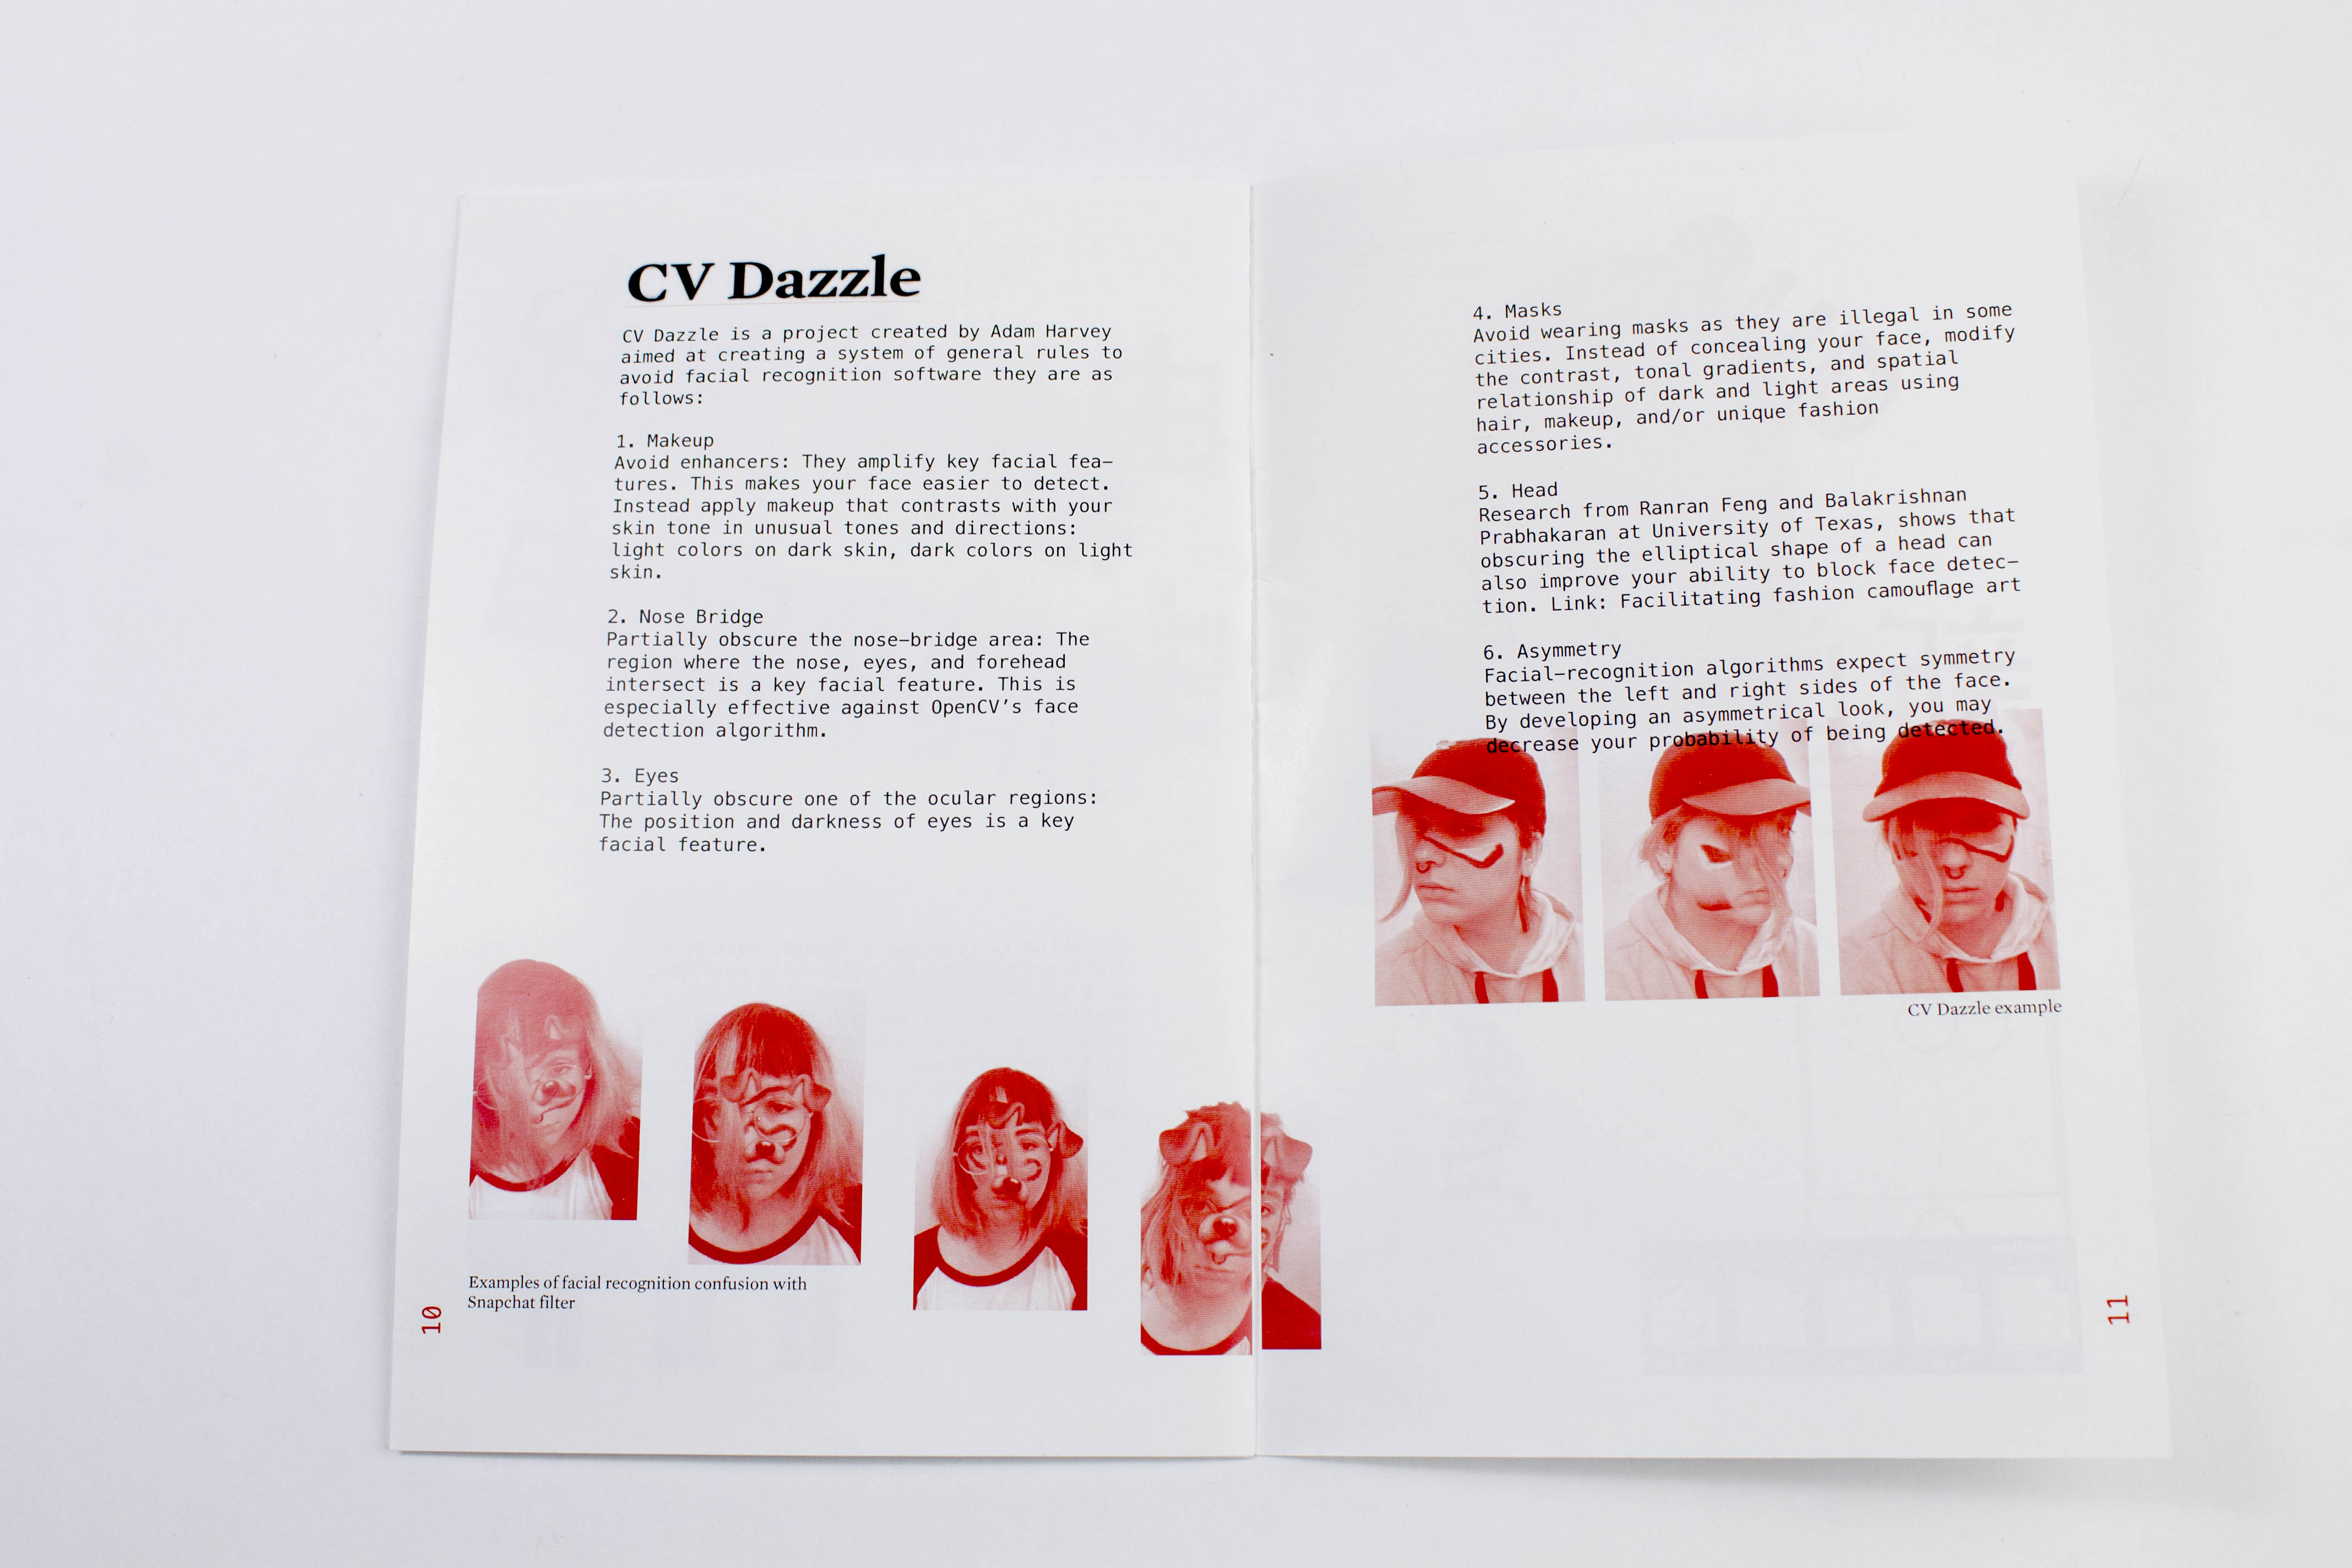 CV Dazzle
CV Dazzle is a project created by Adam Harvey
aimed at creating a system of general rules to
avoid facial recognition software they are as
follows:
1. Makeup
Avoid enhancers: They amplify key facial fea-
tures. This makes your face easier to detect.
Instead apply makeup that contrasts with your
skin tone in unusual tones and directions:
light colors on dark skin, dark colors on light
skin.
2. Nose Bridge
Partially obscure the nose-bridge area: The
region where the nose, eyes, and forehead
intersect is a key facial feature. This is
especially effective against OpenCV's face
detection algorithm.
3. Eyes
Partially obscure one of the ocular regions:
The position and darkness of eyes is a key
facial feature.
Examples of facial recognition confusion with
Snapchat filter
10
4. Masks
Avoid wearing masks as they are illegal in some
cities. Instead of concealing your face, modify
the contrast, tonal gradients, and spatial
relationship of dark and light areas using
hair, makeup, and/or unique fashion
accessories.
5. Head
Research from Ranran Feng and Balakrishnan
Prabhakaran at University of Texas, shows that
obscuring the elliptical shape of a head can
also improve your ability to block face detec-
tion. Link: Facilitating fashion camouflage art
6. Asymmetry
Facial-recognition algorithms expect symmetry
between the left and right sides of the face.
By developing an asymmetrical look, you may
decrease your probability of being detected.
CV Dazzle example
11